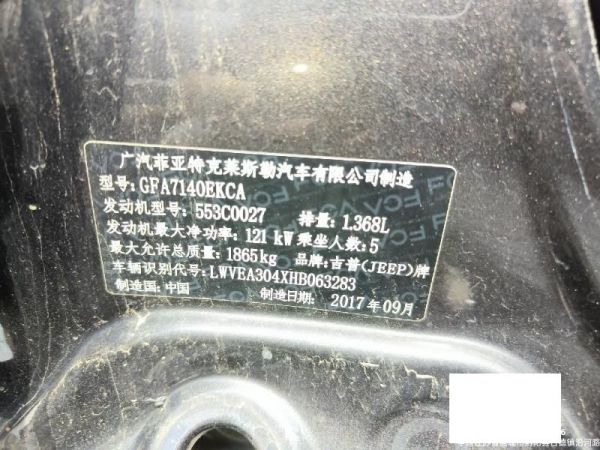 广汽菲亚特克莱斯勒汽车有限公司制造
型号: GFA7140EKCA
发动机型号: 553C0027 排量: 1.368L
发动机最大净功率: 121 kW 乘坐人数: 5
最大允许总质量: 1865kg 品牌: 吉普(JEEP)牌
车辆识别代号: LWVEA304XHB063283
制造国: 中国 制造日期: 2017年09月